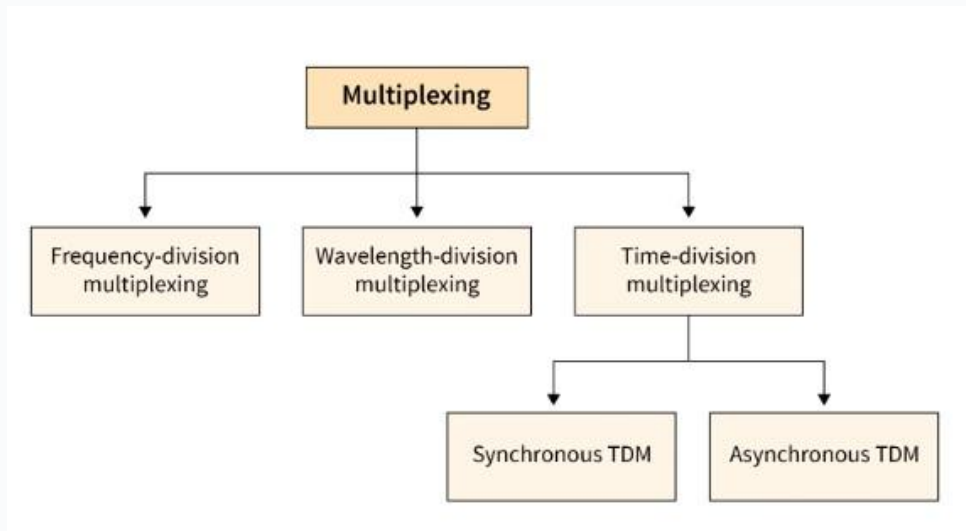 Multiplexing
Frequency-division
multiplexing
Wavelength-division
multiplexing
Time-division
multiplexing
Synchronous TDM
Asynchronous TDM